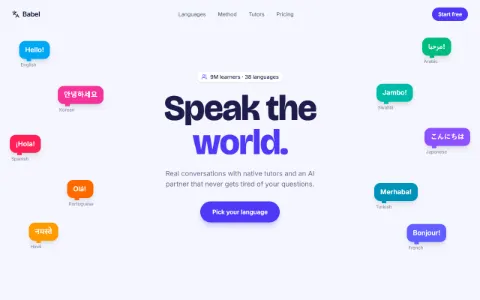 Babel
Languages Method Tutors Pricing
Start free
Hello!
English
안녕하세요
Korean
¡Hola!
Spanish
Olá!
Portuguese
नमस्ते
Hindi
9M learners · 38 languages
Speak the
world.
Real conversations with native tutors and an AI
partner that never gets tired of your questions.
Pick your language
مرحبا!
Arabic
Jambo!
Swahili
こんにちは
Japanese
Merhaba!
Turkish
Bonjour!
French